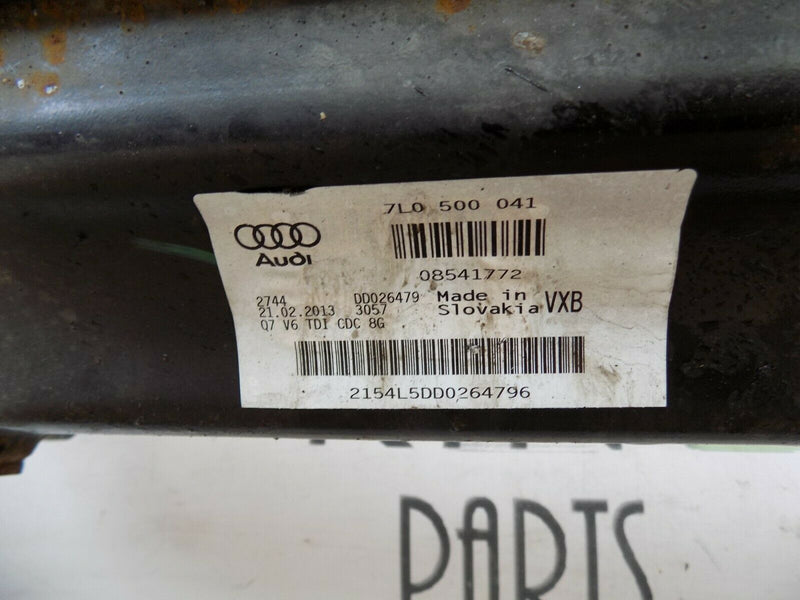 7L0 500 041
Audi
08541772
2744 DD026479 Made in VXB
21.02.2013 3057 Slovakia
Q7 V6 TDI CDC 8G
2154L5DD0264796
PARTS